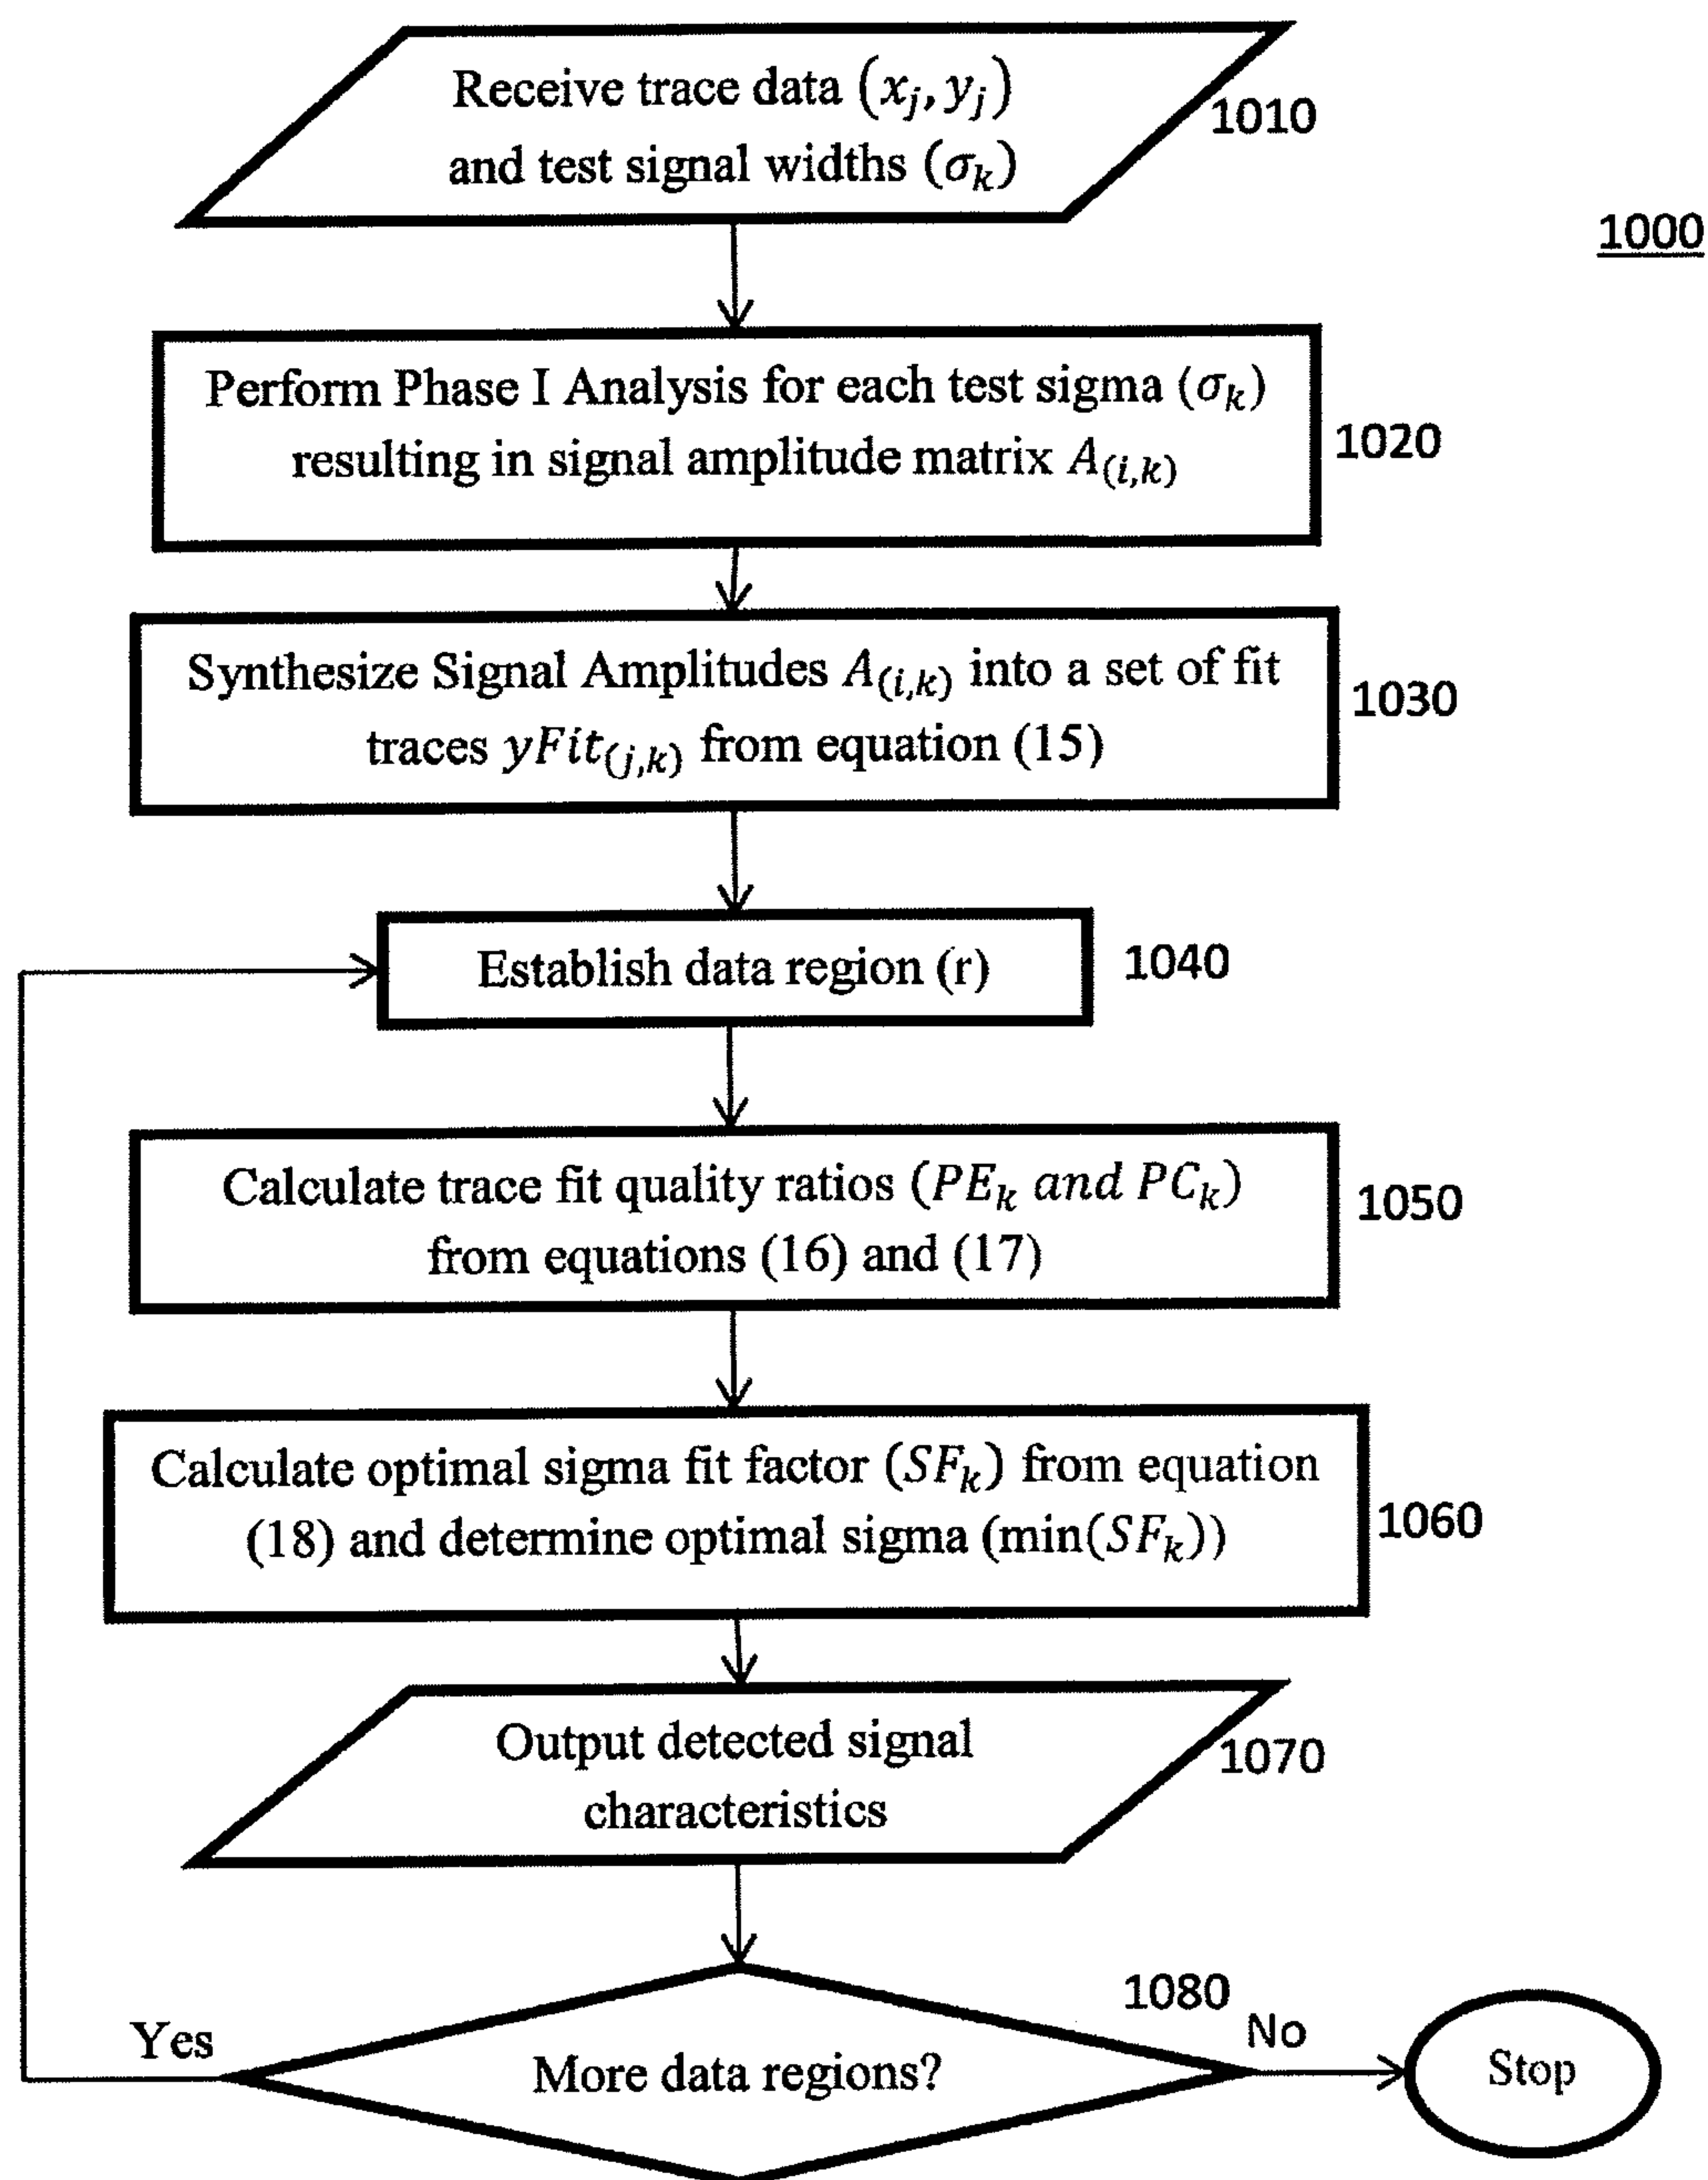 Receive trace data (x_j, y_j)
and test signal widths (σ_k)
1010
1000
Perform Phase I Analysis for each test sigma (σ_k)
resulting in signal amplitude matrix A_(i,k)
1020
Synthesize Signal Amplitudes A_(i,k) into a set of fit
traces yFit_(j,k) from equation (15)
1030
Establish data region (r)
1040
Calculate trace fit quality ratios (PE_k and PC_k)
from equations (16) and (17)
1050
Calculate optimal sigma fit factor (SF_k) from equation
(18) and determine optimal sigma (min(SF_k))
1060
Output detected signal
characteristics
1070
More data regions?
1080
Yes
No
Stop